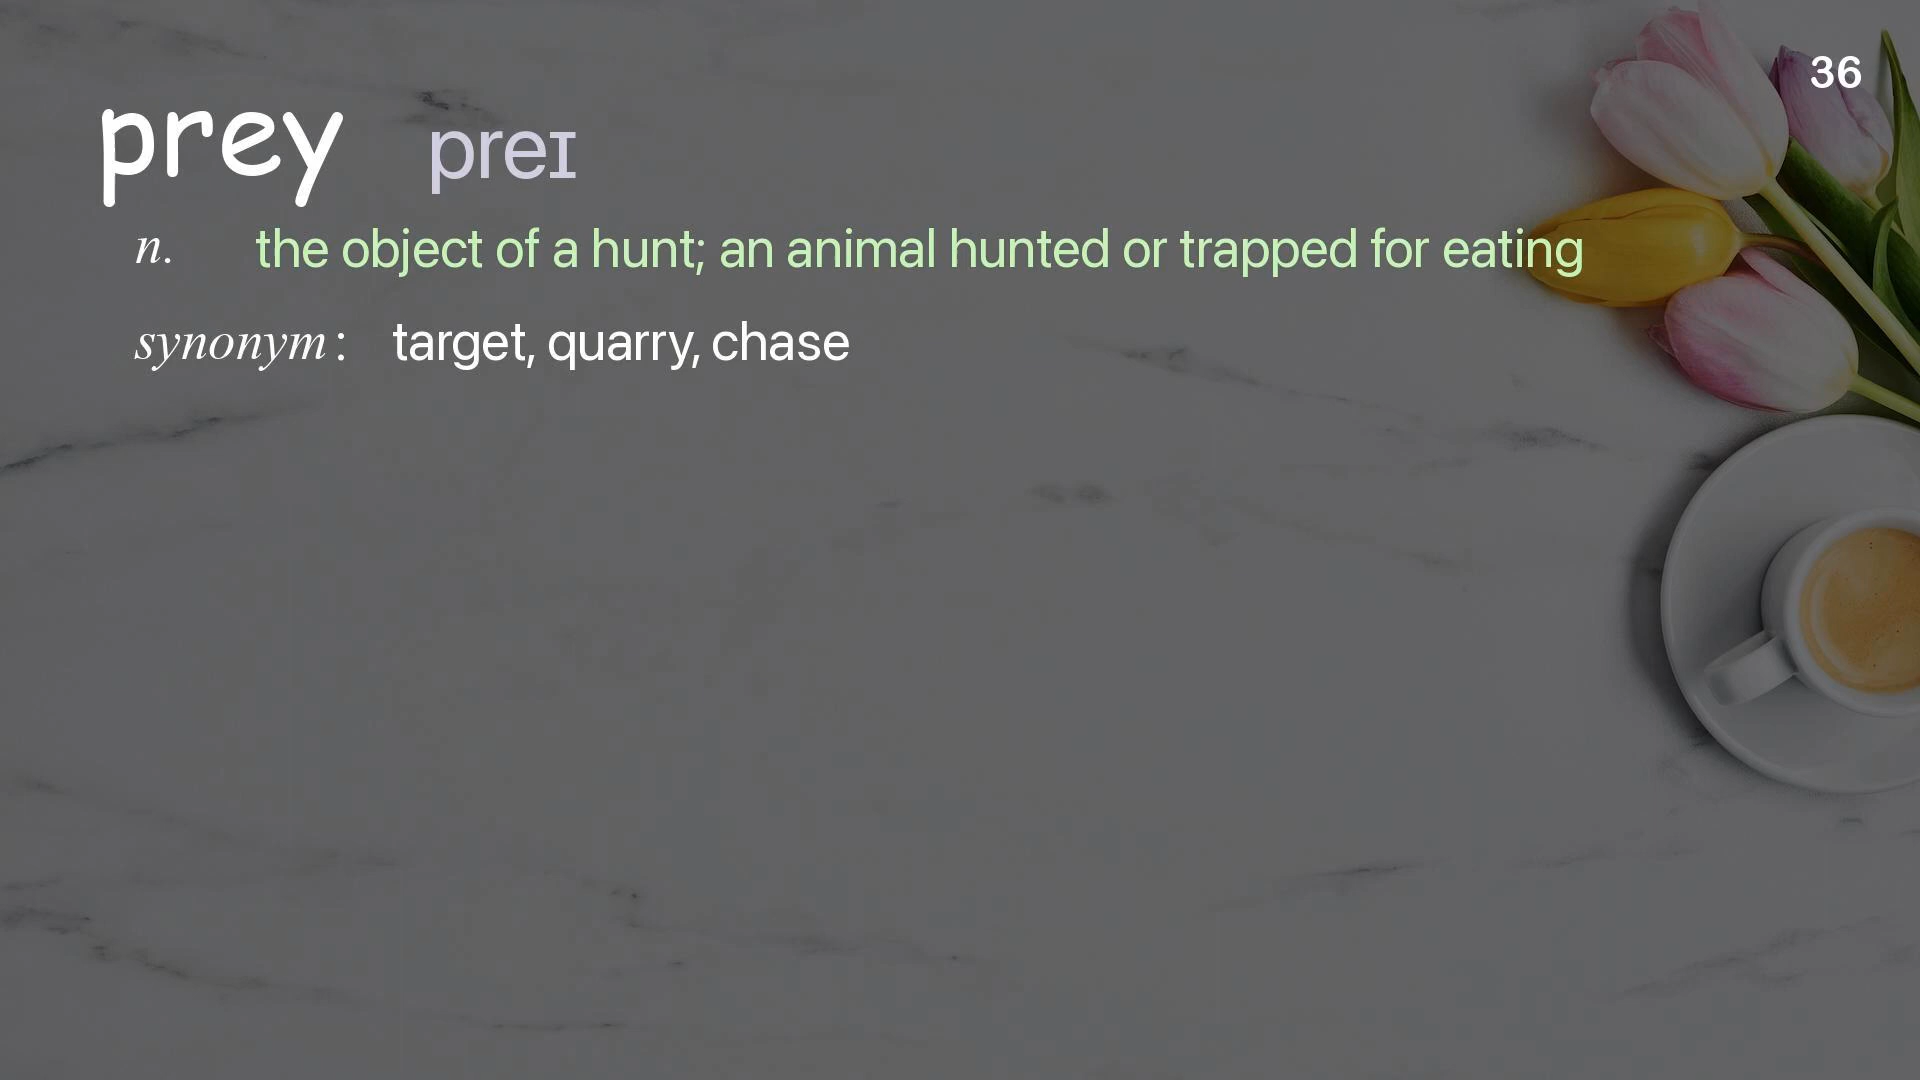 36
prey preɪ
n. the object of a hunt; an animal hunted or trapped for eating
synonym : target, quarry, chase